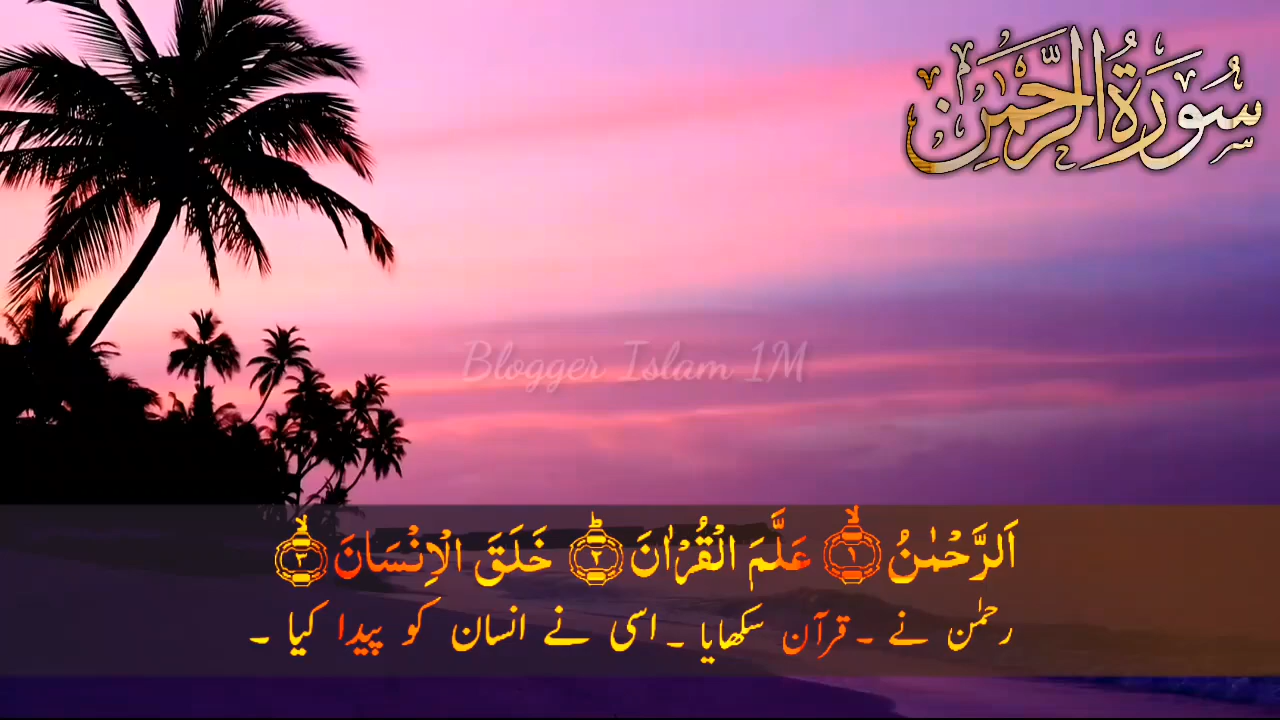 سُورَةُ الرَّحْمٰنِ
Blogger Islam 1M
اَلرَّحْمٰنُ ۙ﴿۱﴾ عَلَّمَ الْقُرْاٰنَ ؕ﴿۲﴾ خَلَقَ الْاِنْسَانَ ۙ﴿۳﴾
رحمٰن نے ۔ قرآن سکھایا ۔ اسی نے انسان کو پیدا کیا ۔